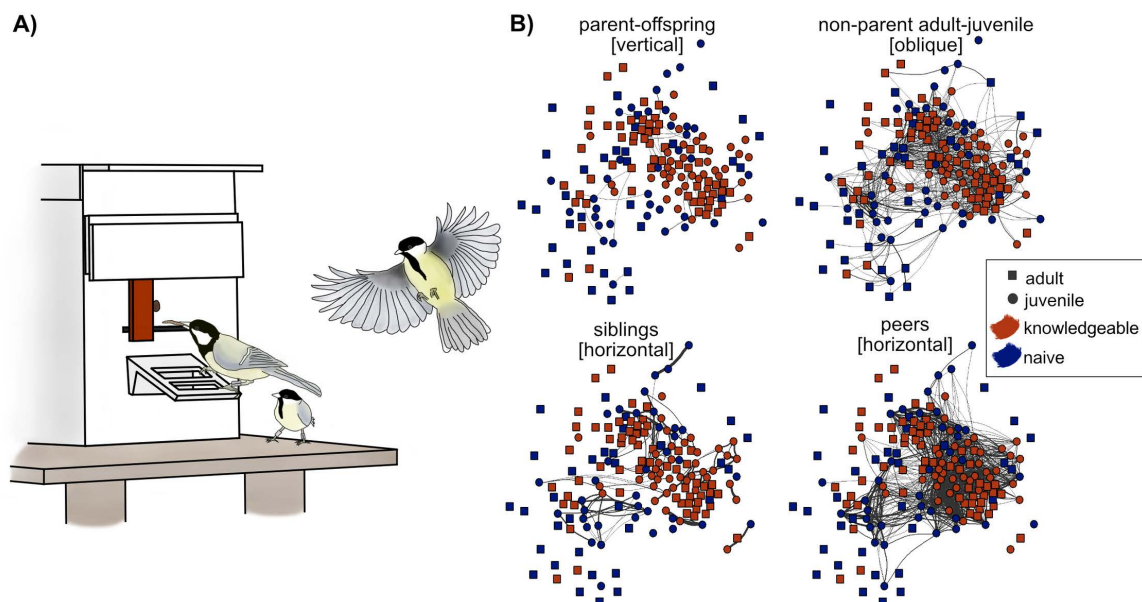 A)
B)
parent-offspring
[vertical]
non-parent adult-juvenile
[oblique]
adult
juvenile
knowledgeable
naive
siblings
[horizontal]
peers
[horizontal]